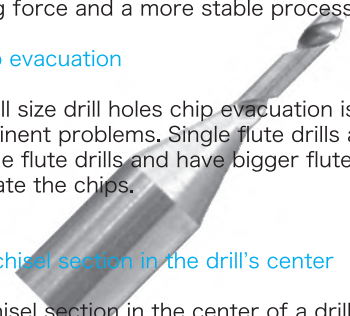 g force and a more stable process
evacuation
ll size drill holes chip evacuation is
inent problems. Single flute drills a
e flute drills and have bigger flute
ate the chips.
chisel section in the drill's center
isel section in the center of a drill